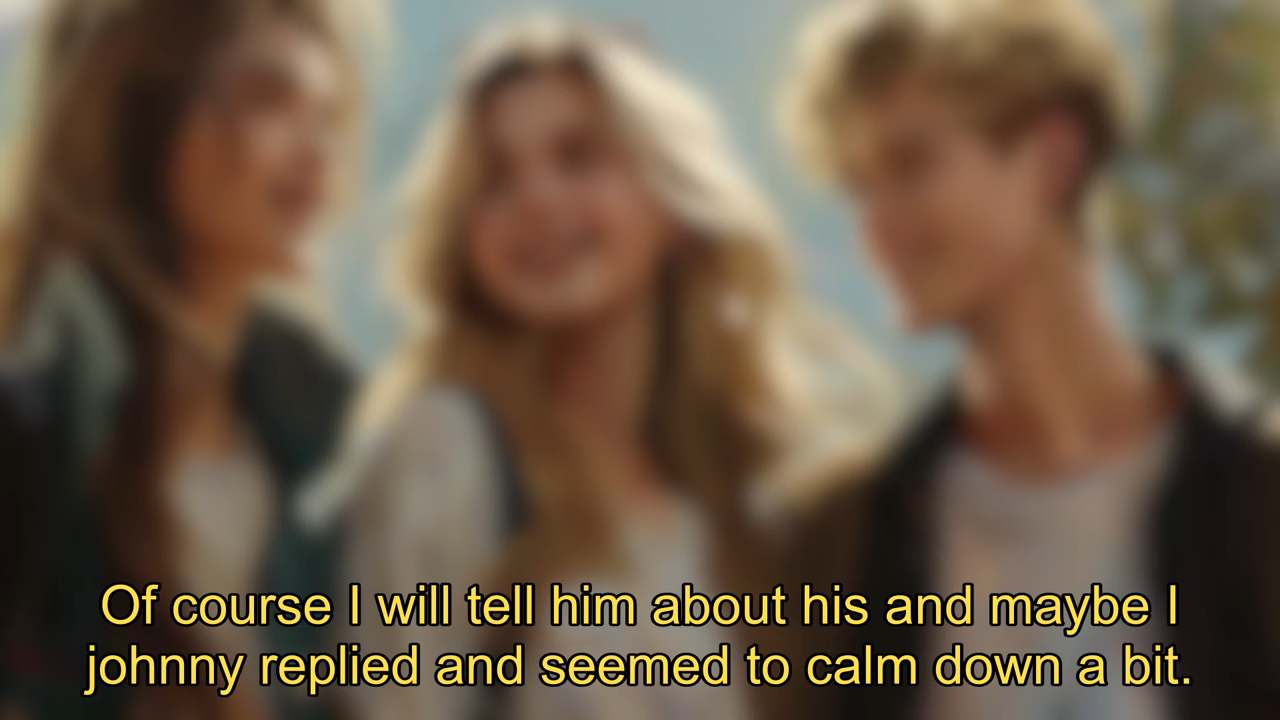 Of course I will tell him about his and maybe I
johnny replied and seemed to calm down a bit.